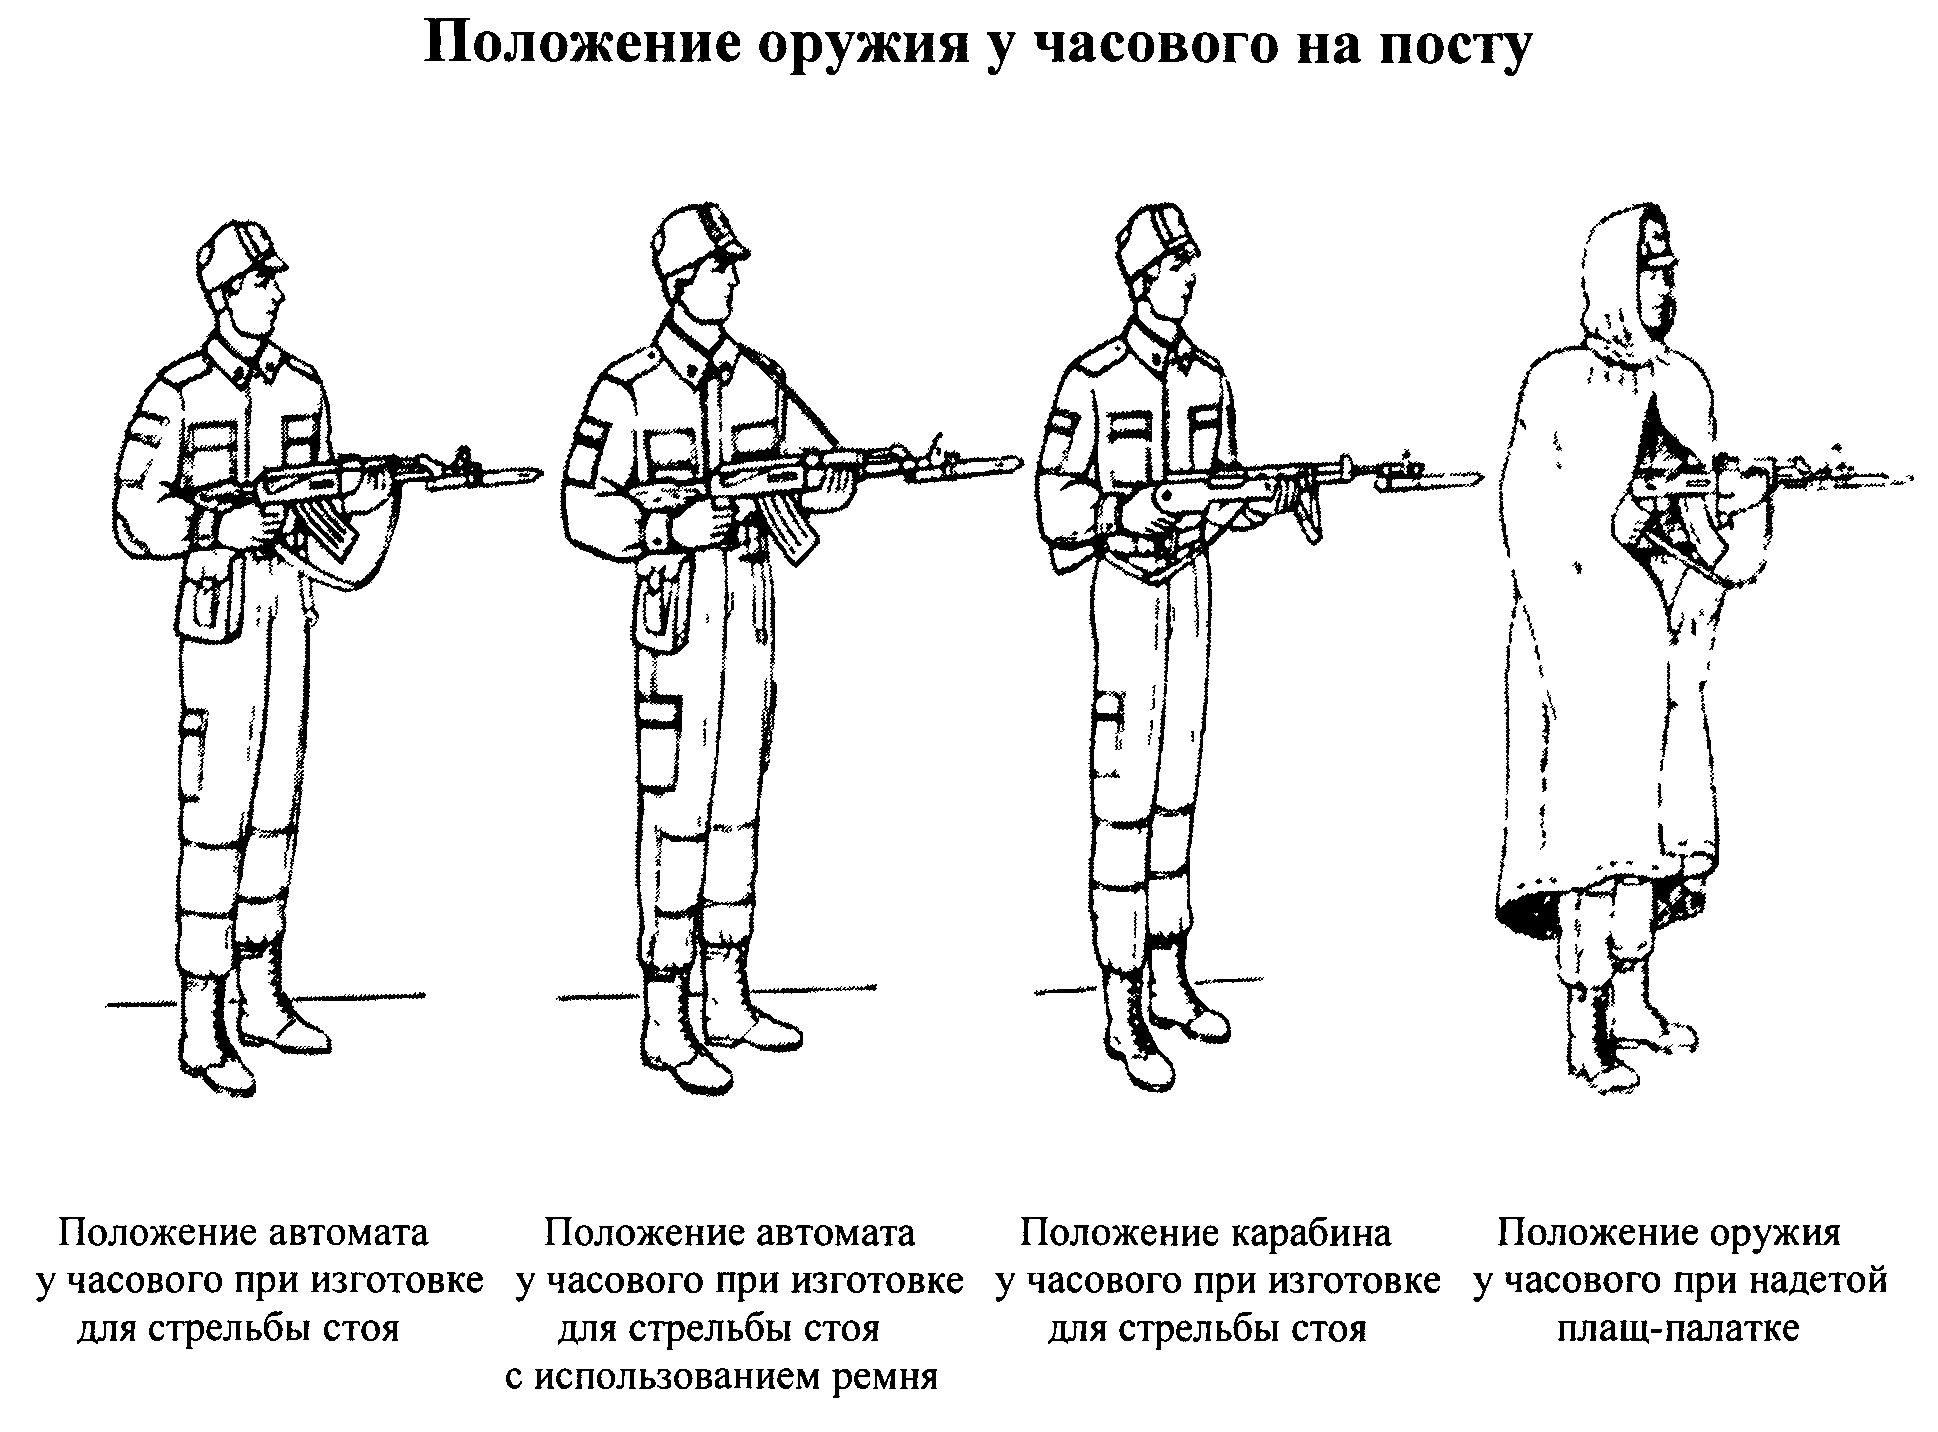 Положение оружия у часового на посту
Положение автомата
у часового при изготовке
для стрельбы стоя
Положение автомата
у часового при изготовке
для стрельбы стоя
с использованием ремня
Положение карабина
у часового при изготовке
для стрельбы стоя
Положение оружия
у часового при надетой
плащ-палатке